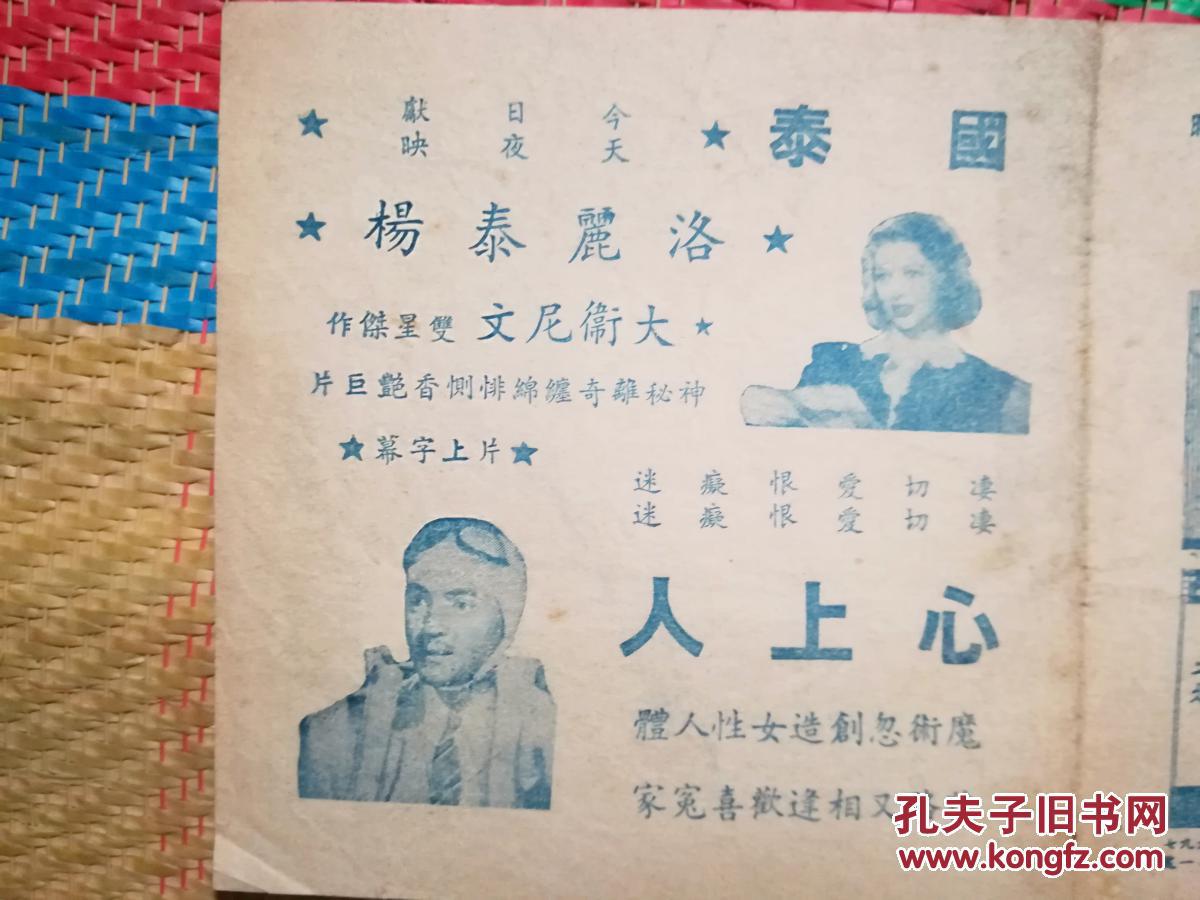 國泰
★今天日夜獻映★
★洛麗泰楊★
★大衞尼文雙星傑作
神秘離奇纏綿悱惻香艷巨片
★片上字幕★
凄切愛恨癡迷
凄切愛恨癡迷
心上人
魔術忽創造女性人體
又相逢歡喜冤家
孔夫子旧书网
www.kongfz.com